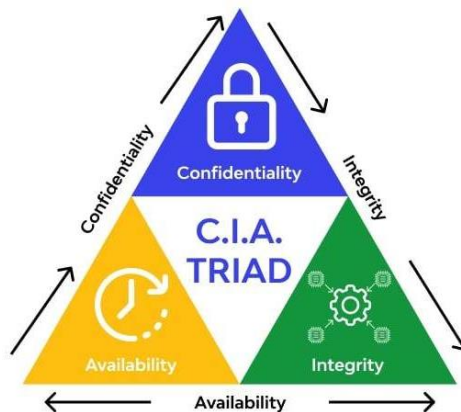 Confidentiality
Confidentiality
Integrity
C.I.A.
TRIAD
Availability
Integrity
Availability